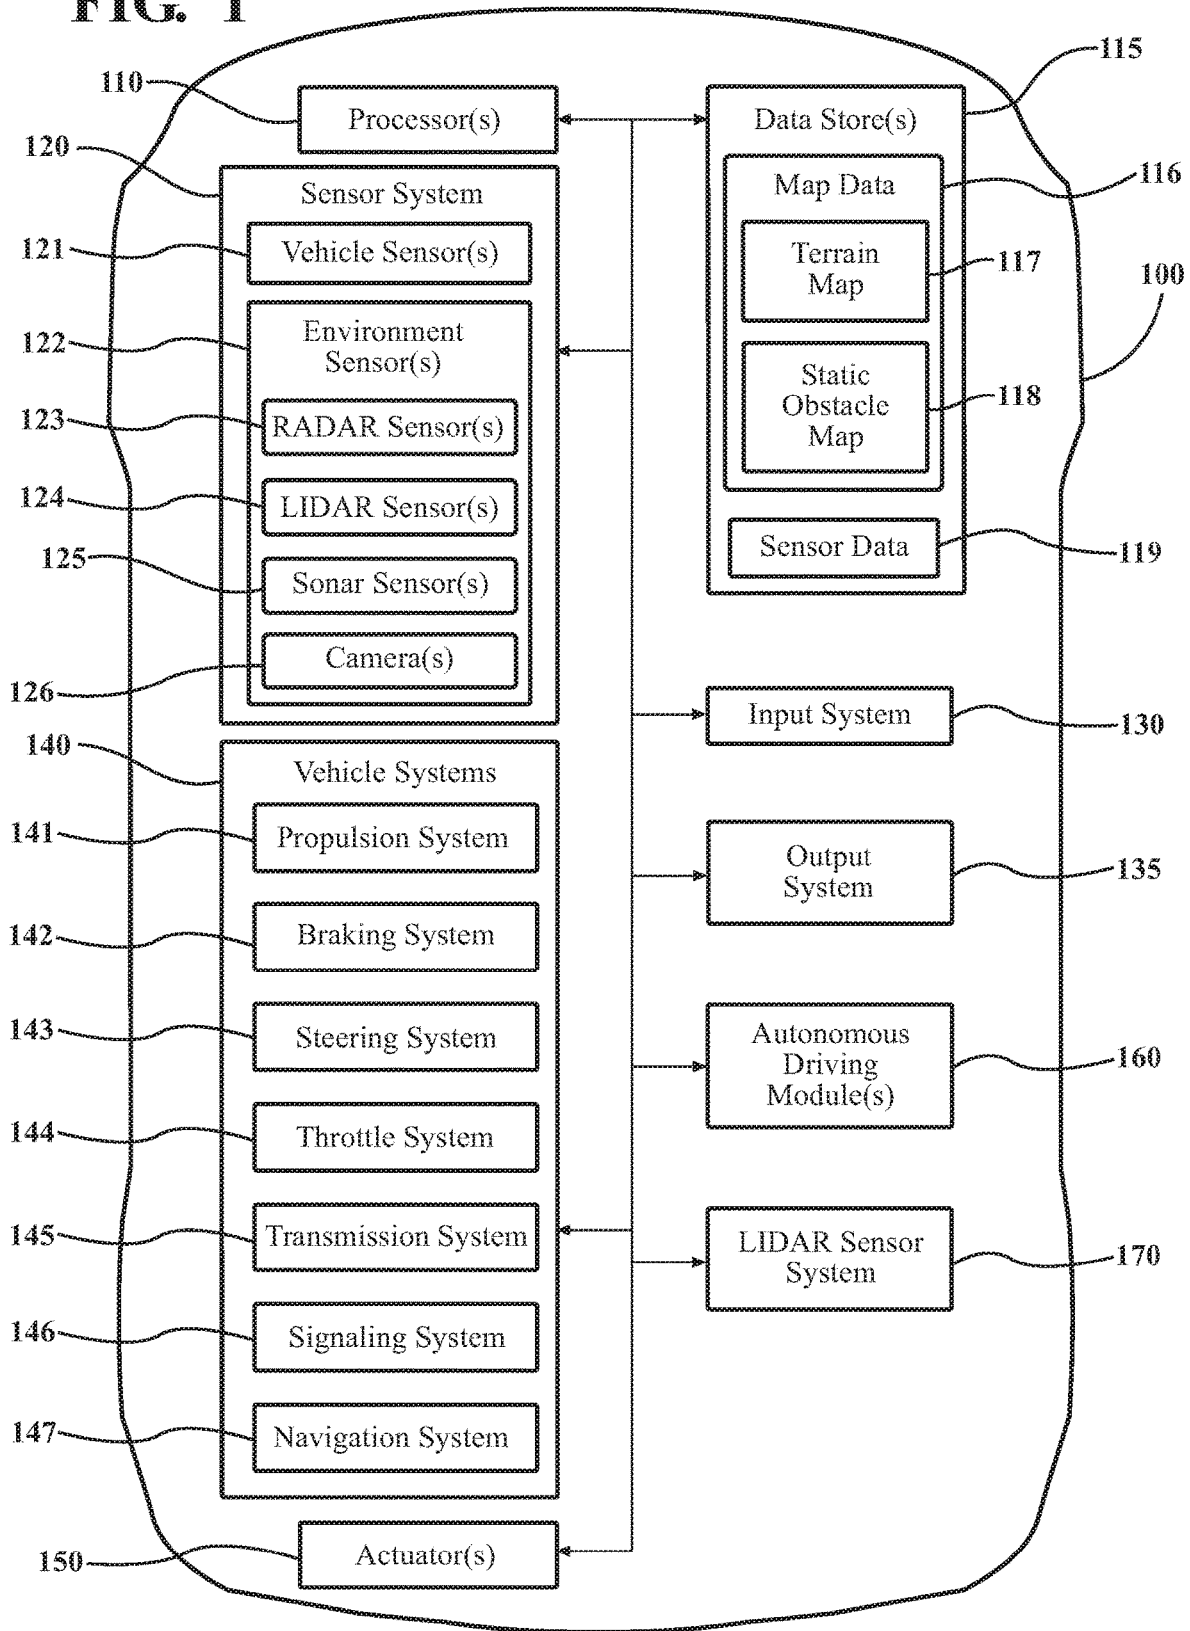 FIG. 1
110
Processor(s)
120
Sensor System
121
Vehicle Sensor(s)
122
Environment
Sensor(s)
123
RADAR Sensor(s)
124
LIDAR Sensor(s)
125
Sonar Sensor(s)
126
Camera(s)
140
Vehicle Systems
141
Propulsion System
142
Braking System
143
Steering System
144
Throttle System
145
Transmission System
146
Signaling System
147
Navigation System
150
Actuator(s)
115
Data Store(s)
116
Map Data
Terrain
Map
117
100
Static
Obstacle
Map
118
Sensor Data
119
Input System
130
Output
System
135
Autonomous
Driving
Module(s)
160
LIDAR Sensor
System
170